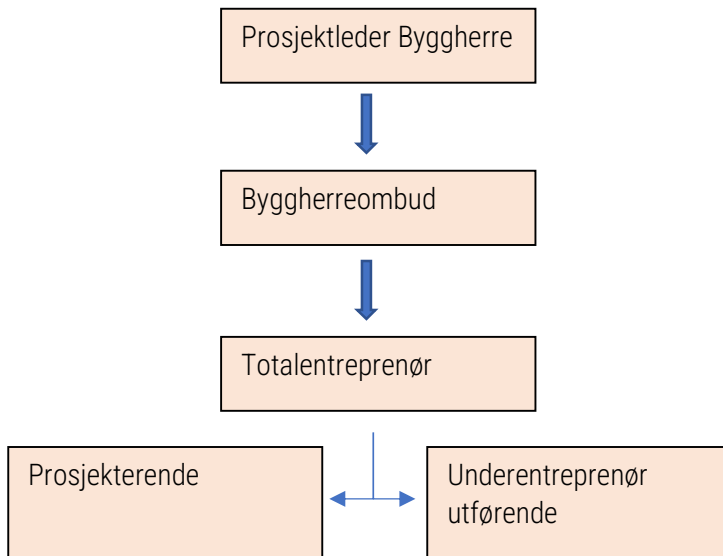 Prosjektleder Byggherre
Byggherreombud
Totalentreprenør
Prosjekterende
Underentreprenør
utførende